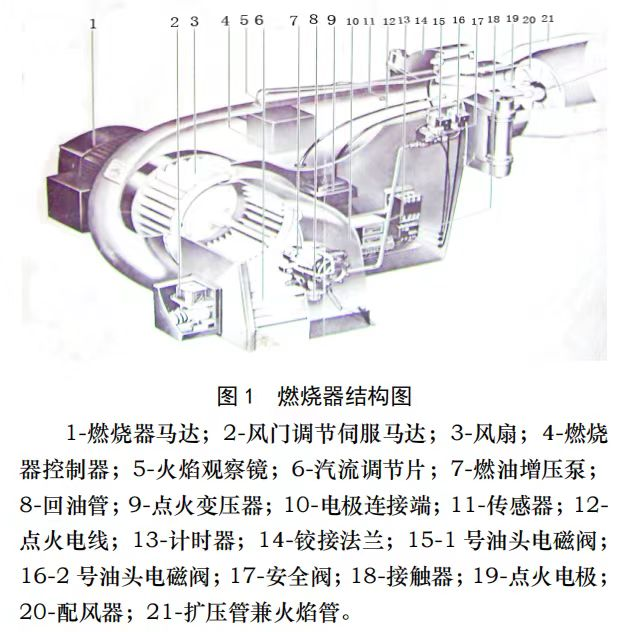 1 2 3 4 5 6 7 8 9 10 11 12 13 14 15 16 17 18 19 20 21
图1 燃烧器结构图
1-燃烧器马达；2-风门调节伺服马达；3-风扇；4-燃烧
器控制器；5-火焰观察镜；6-汽流调节片；7-燃油增压泵；
8-回油管；9-点火变压器；10-电极连接端；11-传感器；12-
点火电线；13-计时器；14-铰接法兰；15-1号油头电磁阀；
16-2号油头电磁阀；17-安全阀；18-接触器；19-点火电极；
20-配风器；21-扩压管兼火焰管。